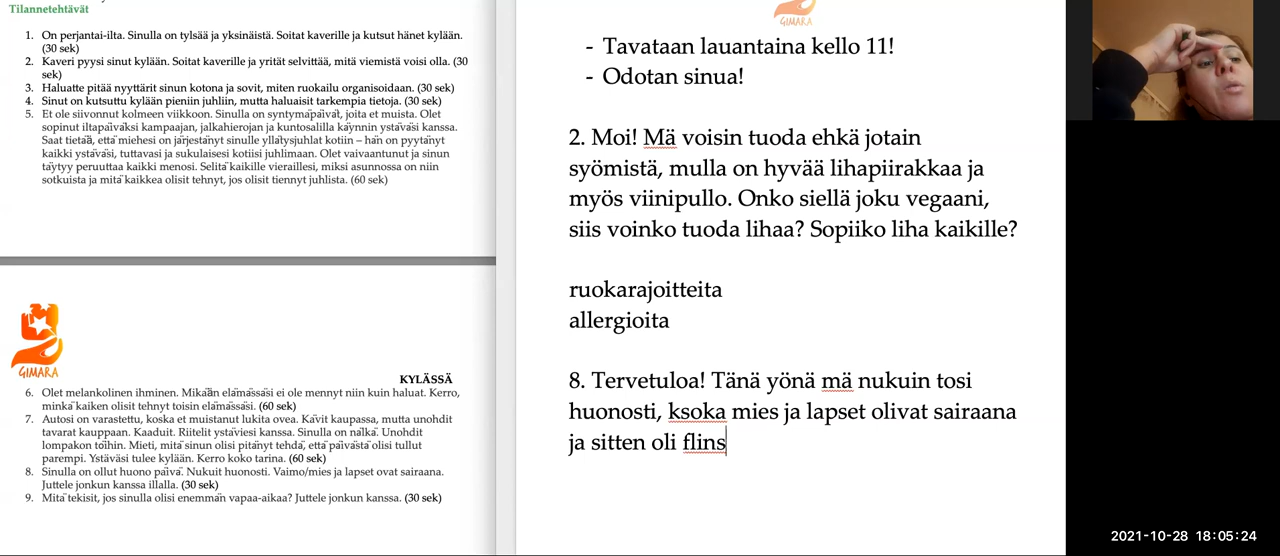 Tilannetehtävät
1. On perjantai-ilta. Sinulla on tylsää ja yksinäistä. Soitat kaverille ja kutsut hänet kylään.
(30 sek)
2. Kaveri pyysi sinut kylään. Soitat kaverille ja yrität selvittää, mitä viemistä voisi olla. (30
sek)
3. Haluatte pitää nyyttärit sinun kotona ja sovit, miten ruokailu organisoidaan. (30 sek)
4. Sinut on kutsuttu kylään pieniin juhliin, mutta haluaisit tarkempia tietoja. (30 sek)
5. Et ole siivonnut kolmeen viikkoon. Sinulla on syntymäpäivät, joita et muista. Olet
sopinut iltapäiväksi kampaajan, jalkahierojan ja kuntosalilla käynnin ystäväsi kanssa.
Saat tietää, että miehesi on järjestänyt sinulle yllätysjuhlat kotiin – hän on pyytänyt
kaikki ystäväsi, tuttavasi ja sukulaisesi kotiisi juhlimaan. Olet vaivaantunut ja sinun
täytyy peruuttaa kaikki menosi. Selitä kaikille vieraillesi, miksi asunnossa on niin
sotkuista ja mitä kaikkea olisit tehnyt, jos olisit tiennyt juhlista. (60 sek)
GIMARA
KYLÄSSÄ
6. Olet melankolinen ihminen. Mikään elämässäsi ei ole mennyt niin kuin haluat. Kerro,
minkä kaiken olisit tehnyt toisin elämässäsi. (60 sek)
7. Autosi on varastettu, koska et muistanut lukita ovea. Kävit kaupassa, mutta unohdit
tavarat kauppaan. Kaaduit. Riitelit ystäviesi kanssa. Sinulla on nälkä. Unohdit
lompakon töihin. Mieti, mitä sinun olisi pitänyt tehdä, että päivästä olisi tullut
parempi. Ystäväsi tulee kylään. Kerro koko tarina. (60 sek)
8. Sinulla on ollut huono päivä. Nukuit huonosti. Vaimo/mies ja lapset ovat sairaana.
Juttele jonkun kanssa illalla. (30 sek)
9. Mitä tekisit, jos sinulla olisi enemmän vapaa-aikaa? Juttele jonkun kanssa. (30 sek)
GIMARA
- Tavataan lauantaina kello 11!
- Odotan sinua!
2. Moi! Mä voisin tuoda ehkä jotain
syömistä, mulla on hyvää lihapiirakkaa ja
myös viinipullo. Onko siellä joku vegaani,
siis voinko tuoda lihaa? Sopiiko liha kaikille?
ruokarajoitteita
allergioita
8. Tervetuloa! Tänä yönä mä nukuin tosi
huonosti, ksoka mies ja lapset olivat sairaana
ja sitten oli flins
2021-10-28 18:05:24